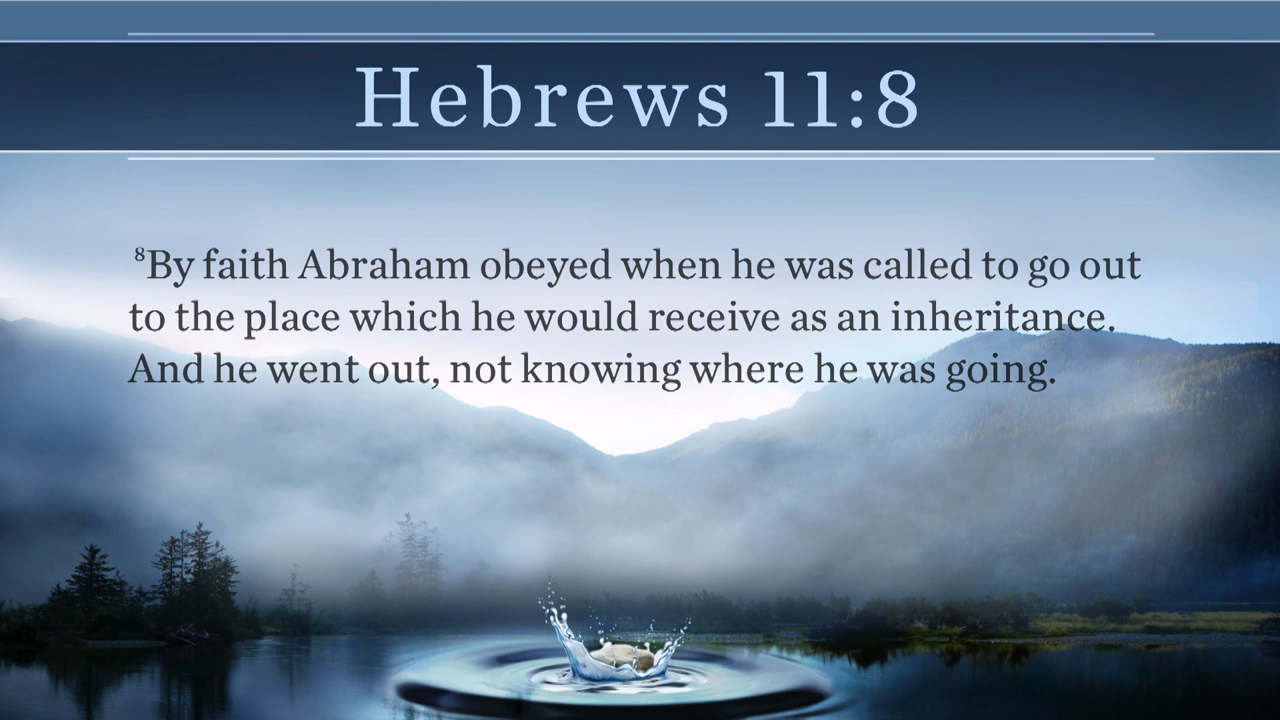 Hebrews 11:8
⁸By faith Abraham obeyed when he was called to go out
to the place which he would receive as an inheritance.
And he went out, not knowing where he was going.